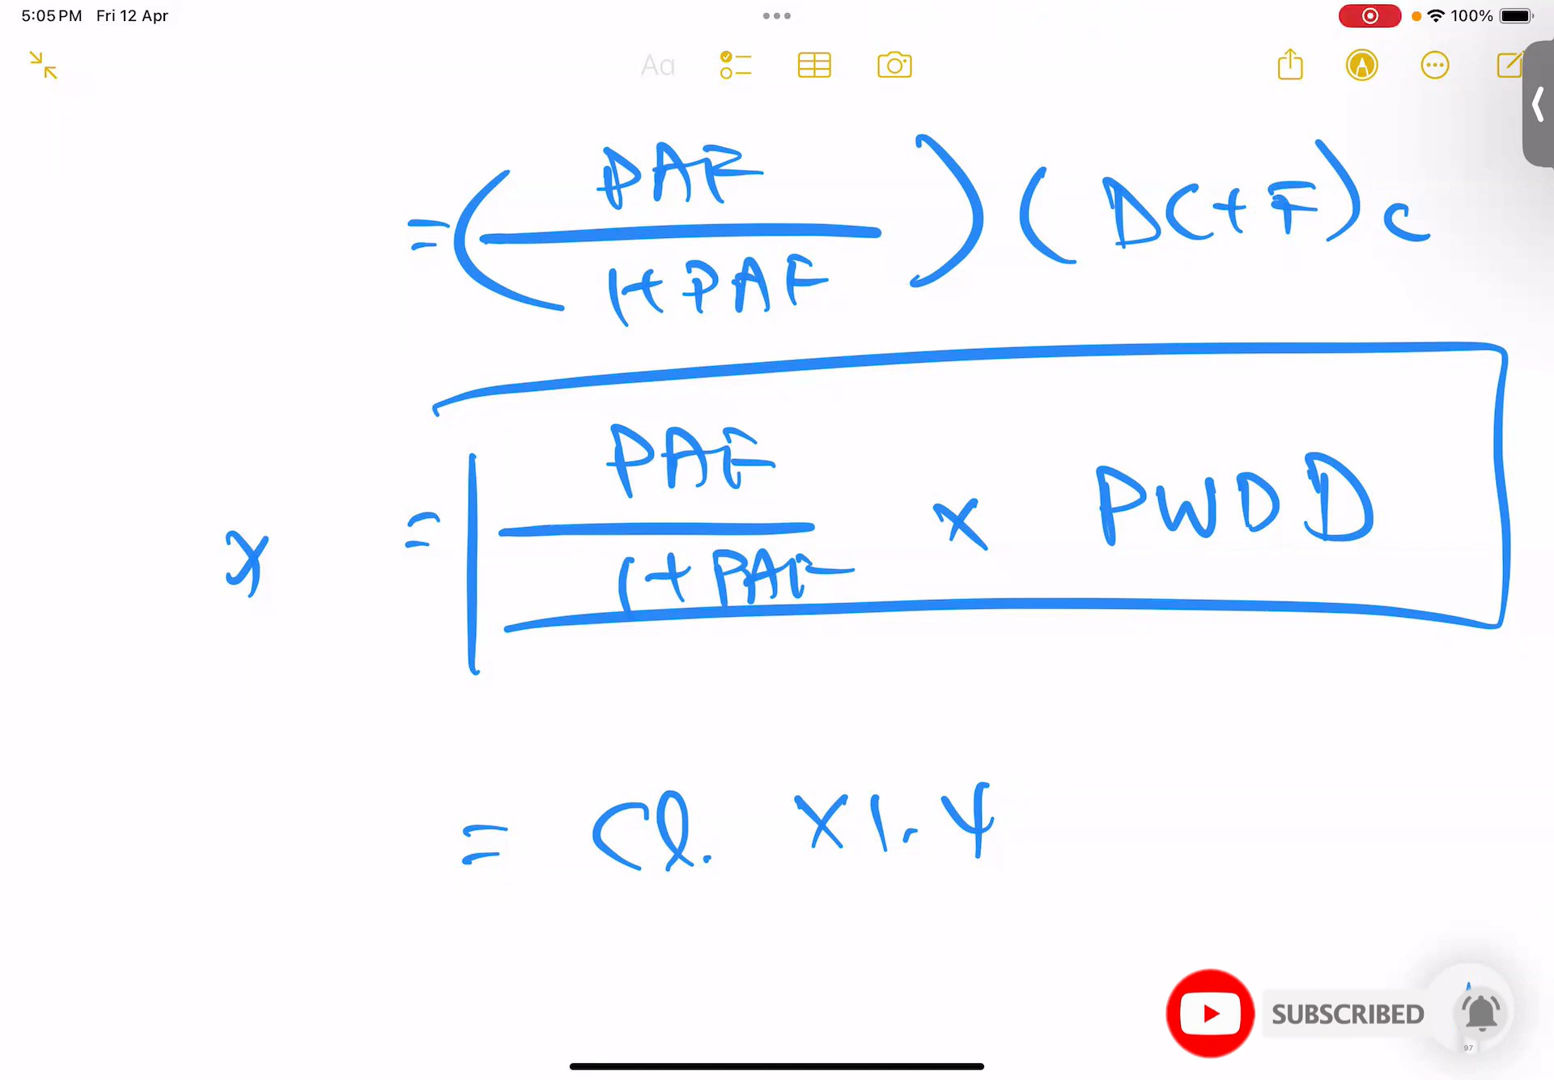 5:05 PM Fri 12 Apr 100%
Aa
= ( PAF / 1+PAF ) ( DC+F ) c
x = PAF / 1+PAF × PWDD
= Cl. × 1.4
SUBSCRIBED
97